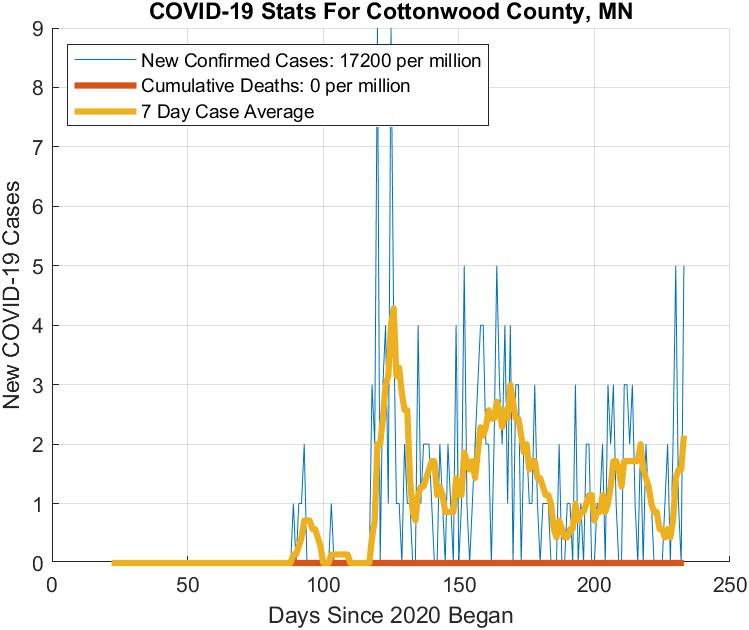 COVID-19 Stats For Cottonwood County, MN
New Confirmed Cases: 17200 per million
Cumulative Deaths: 0 per million
7 Day Case Average
New COVID-19 Cases
9
8
7
6
5
4
3
2
1
0
0 50 100 150 200 250
Days Since 2020 Began